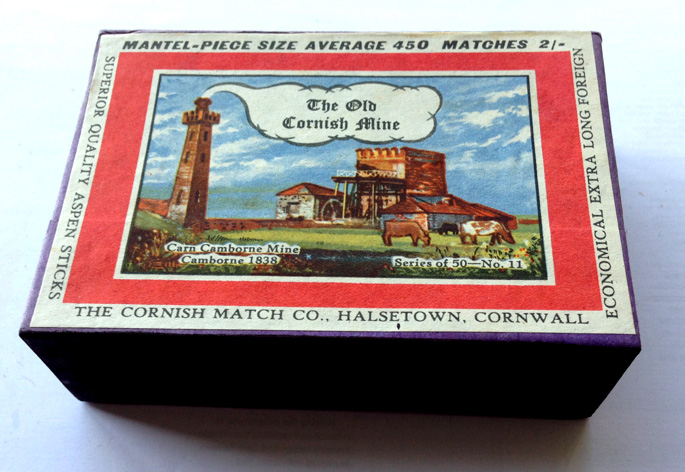 MANTEL-PIECE SIZE AVERAGE 450 MATCHES 2/-
SUPERIOR QUALITY ASPEN STICKS
The Old
Cornish Mine
Carn Camborne Mine
Camborne 1838
Series of 50—No. 11
ECONOMICAL EXTRA LONG FOREIGN
THE CORNISH MATCH CO., HALSETOWN, CORNWALL